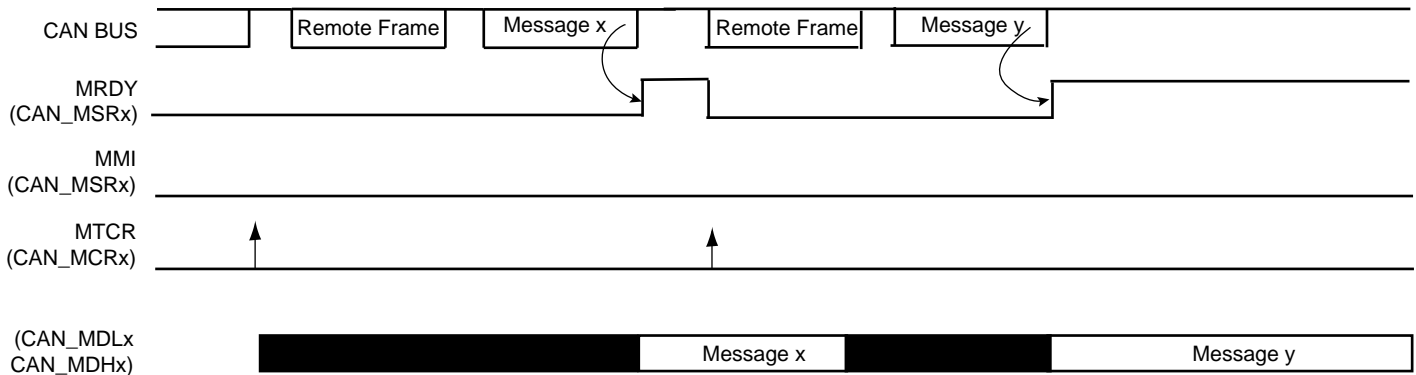 CAN BUS
Remote Frame
Message x
Remote Frame
Message y
MRDY
(CAN_MSRx)
MMI
(CAN_MSRx)
MTCR
(CAN_MCRx)
(CAN_MDLx
CAN_MDHx)
Message x
Message y